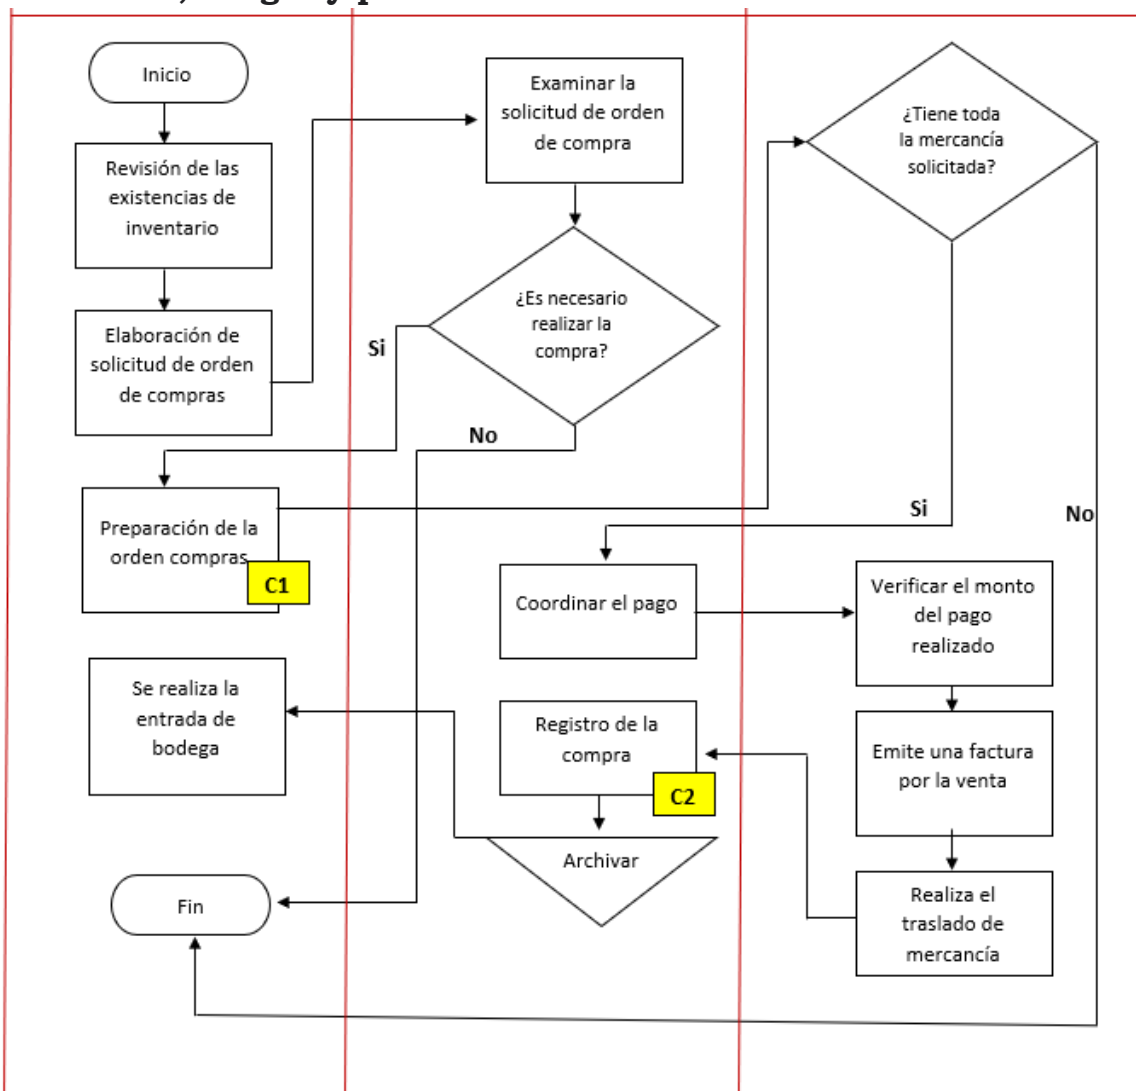 Inicio
Revisión de las
existencias de
inventario
Elaboración de
solicitud de orden
de compras
Preparación de la
orden compras
C1
Se realiza la
entrada de
bodega
Fin
Examinar la
solicitud de orden
de compra
¿Es necesario
realizar la
compra?
Si
No
Coordinar el pago
Registro de la
compra
C2
Archivar
¿Tiene toda
la mercancía
solicitada?
Si
No
Verificar el monto
del pago
realizado
Emite una factura
por la venta
Realiza el
traslado de
mercancía